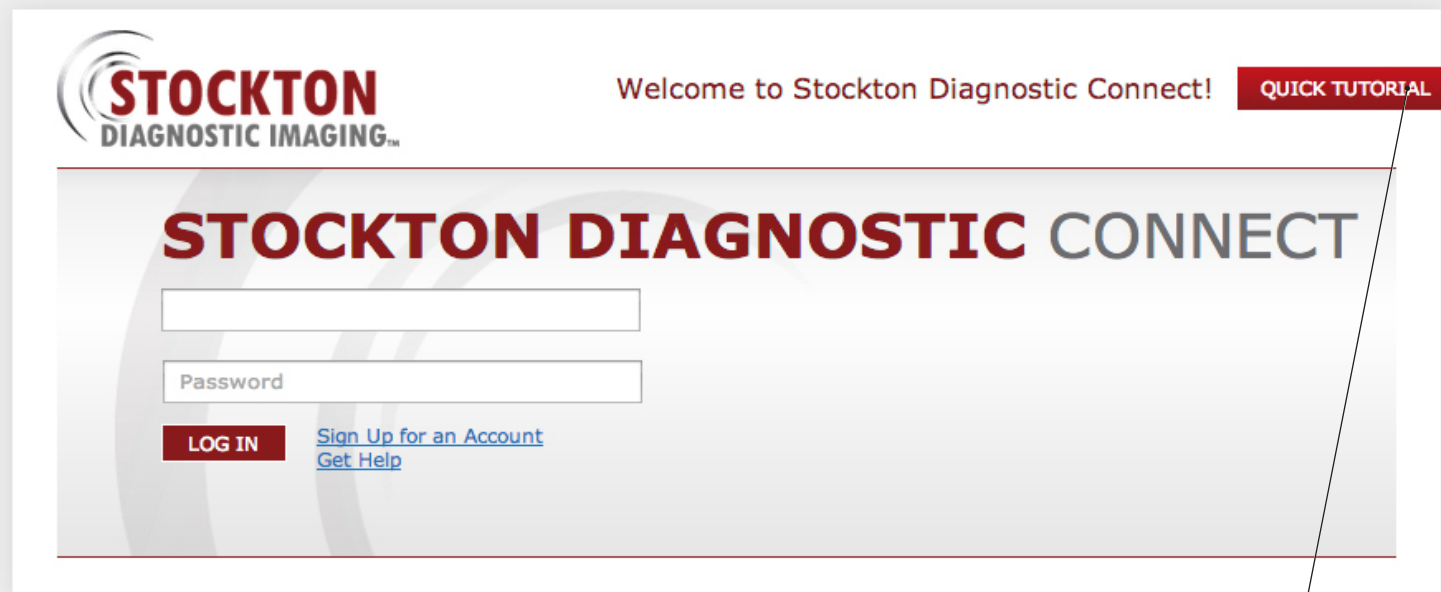 STOCKTON
DIAGNOSTIC IMAGING™
Welcome to Stockton Diagnostic Connect!
QUICK TUTORIAL
STOCKTON DIAGNOSTIC CONNECT
Password
LOG IN
Sign Up for an Account
Get Help